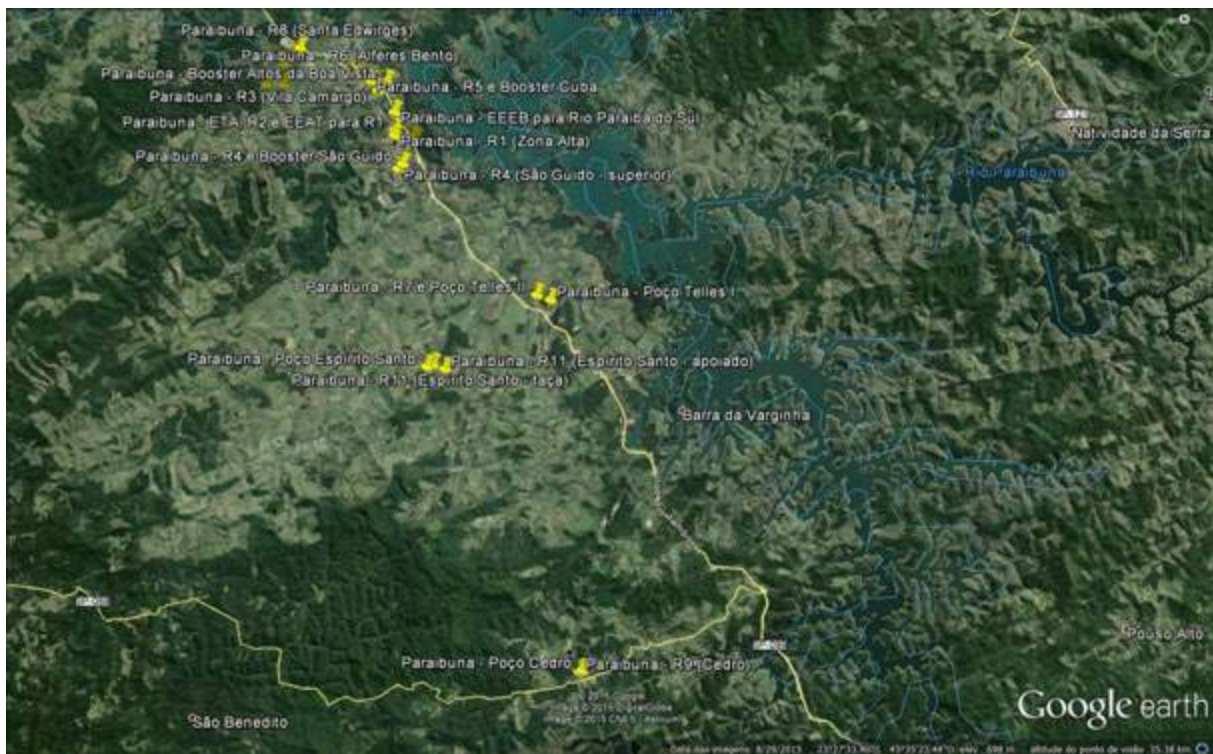 Paraibuna - R8 (Santa Edwirges)
Paraibuna - R6 (Alferes Bento)
Paraibuna - Booster Altos da Boa Vista
Paraibuna - R5 e Booster Cuba
Paraibuna - R3 (Vila Camargo)
Paraibuna - EEEB para Rio Paraiba do Sul
Paraibuna - ETA, R2 e EEAT para R1
Paraibuna - R1 (Zona Alta)
Paraibuna - R4 e Booster São Guido
Paraibuna - R4 (São Guido - superior)
Natividade da Serra
Rio Paraibuna
Paraibuna - R7 e Poço Telles II
Paraibuna - Poço Telles I
Paraibuna - Poço Espírito Santo
Paraibuna - R11 (Espírito Santo - apoiado)
Paraibuna - R11 (Espírito Santo - taça)
Barra da Varginha
Pouso Alto
Paraibuna - Poço Cedro
Paraibuna - R9 (Cedro)
São Benedito
Google earth